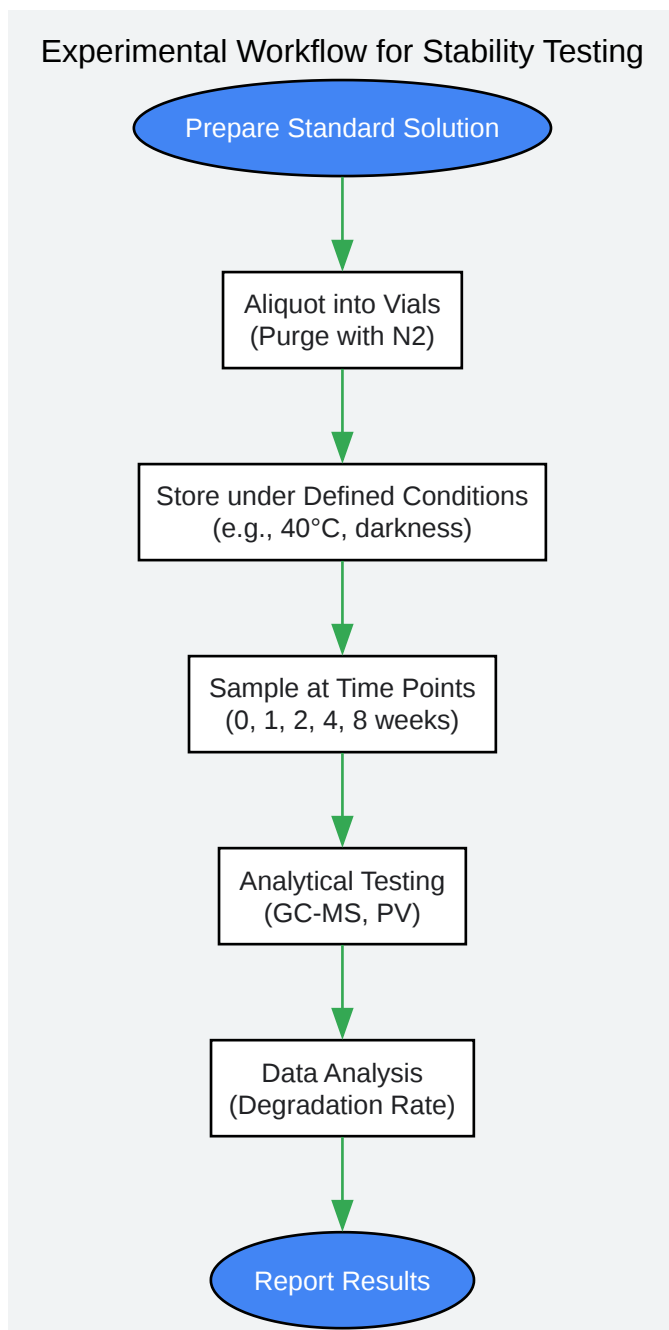 Experimental Workflow for Stability Testing
Prepare Standard Solution
Aliquot into Vials
(Purge with N2)
Store under Defined Conditions
(e.g., 40°C, darkness)
Sample at Time Points
(0, 1, 2, 4, 8 weeks)
Analytical Testing
(GC-MS, PV)
Data Analysis
(Degradation Rate)
Report Results